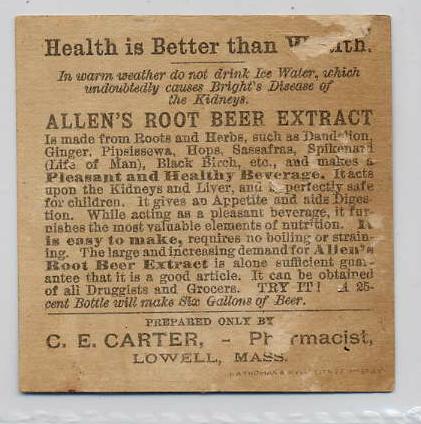 Health is Better than W lth.
In warm weather do not drink Ice Water, which
undoubtedly causes Bright's Disease of
the Kidneys.
ALLEN'S ROOT BEER EXTRACT
Is made from Roots and Herbs, such as Dandelion,
Ginger, Pipsissewa, Hops, Sassafras, Spikenard
(Life of Man), Black Birch, etc., and makes a
Pleasant and Healthy Beverage. It acts
upon the Kidneys and Liver, and is perfectly safe
for children. It gives an Appetite and aids Diges-
tion. While acting as a pleasant beverage, it fur-
nishes the most valuable elements of nutrition. It
is easy to make, requires no boiling or strain-
ing. The large and increasing demand for Allen's
Root Beer Extract is alone sufficient guar-
antee that it is a good article. It can be obtained
of all Druggists and Grocers. TRY IT! A 25-
cent Bottle will make Six Gallons of Beer.
PREPARED ONLY BY
C. E. CARTER, - Pharmacist,
LOWELL, MASS.